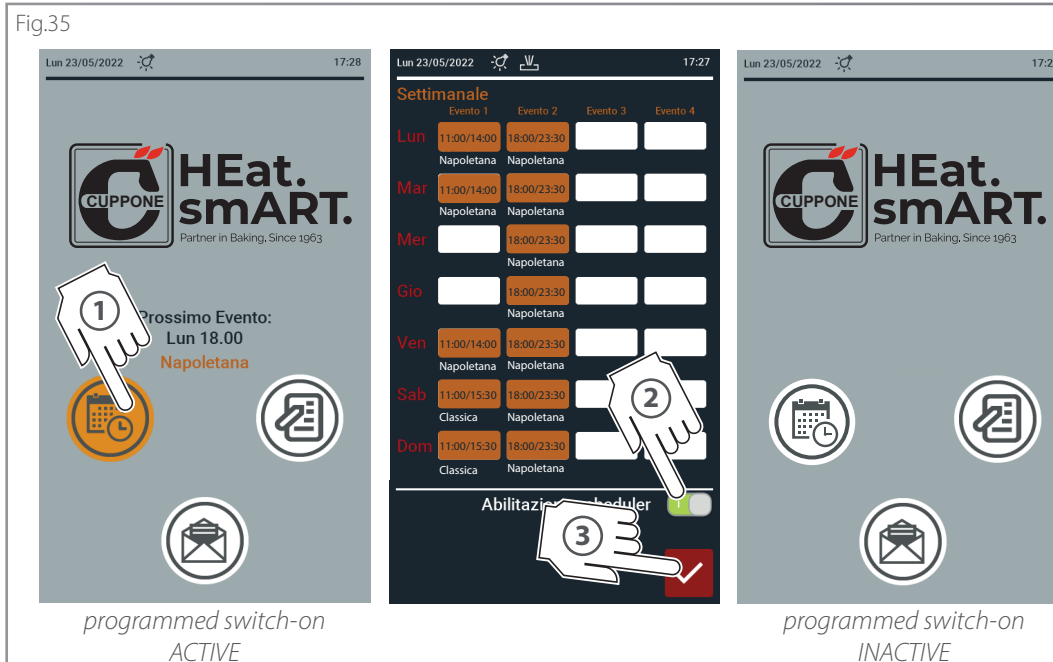 Fig.35
Lun 23/05/2022 17:28
CUPPONE
HEat.
smART.
Partner in Baking, Since 1963
1
Prossimo Evento:
Lun 18.00
Napoletana
programmed switch-on
ACTIVE
Lun 23/05/2022 17:27
Settimanale
Evento 1 Evento 2 Evento 3 Evento 4
Lun 11:00/14:00 18:00/23:30
Napoletana Napoletana
Mar 11:00/14:00 18:00/23:30
Napoletana Napoletana
Mer 18:00/23:30
Napoletana
Gio 18:00/23:30
Napoletana
Ven 11:00/14:00 18:00/23:30
Napoletana Napoletana
2
Sab 11:00/15:30 18:00/23:30
Classica Napoletana
Dom 11:00/15:30 18:00/23:30
Classica Napoletana
3
Lun 23/05/2022
CUPPONE
HEat.
smART.
Partner in Baking, Since 1963
programmed switch-on
INACTIVE